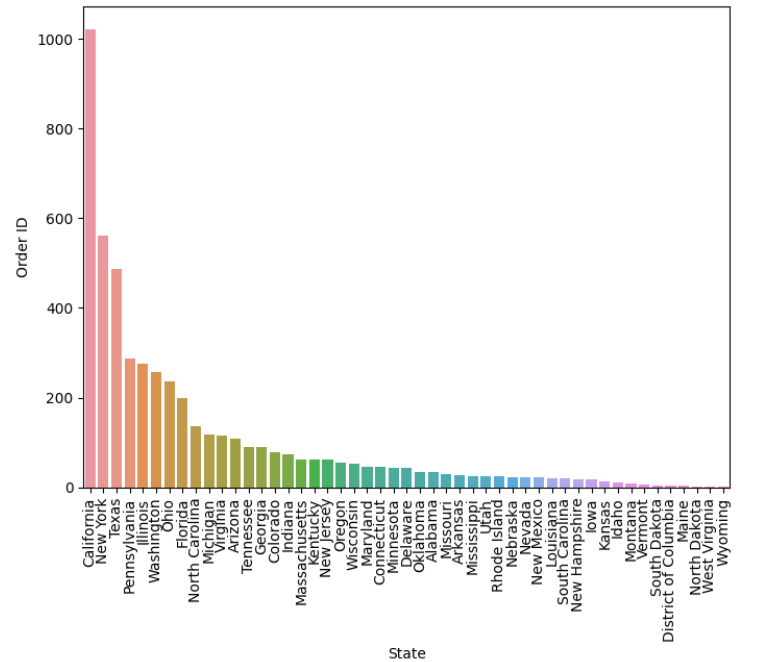 1000
800
600
400
200
0
Order ID
California
New York
Texas
Pennsylvania
Illinois
Washington
Ohio
Florida
North Carolina
Michigan
Virginia
Arizona
Tennessee
Georgia
Colorado
Indiana
Massachusetts
Kentucky
New Jersey
Oregon
Wisconsin
Maryland
Connecticut
Minnesota
Delaware
Oklahoma
Alabama
Missouri
Arkansas
Mississippi
Utah
Rhode Island
Nebraska
Nevada
New Mexico
Louisiana
South Carolina
New Hampshire
Iowa
Kansas
Idaho
Montana
Vermont
South Dakota
District of Columbia
Maine
North Dakota
West Virginia
Wyoming
State